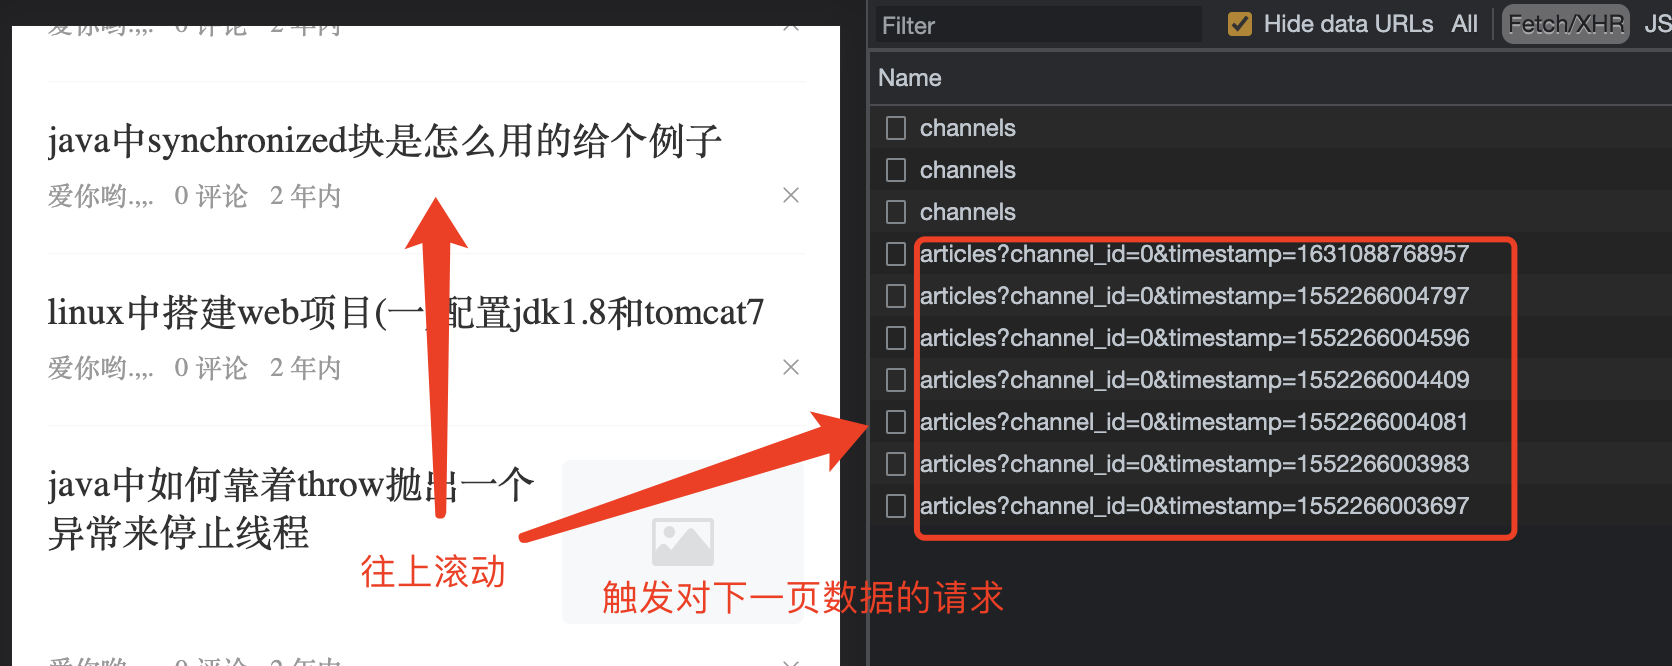 爱你哟.,,. 0 评论 2 年内
java中synchronized块是怎么用的给个例子
爱你哟.,,. 0 评论 2 年内
linux中搭建web项目(一)配置jdk1.8和tomcat7
爱你哟.,,. 0 评论 2 年内
java中如何靠着throw抛出一个
异常来停止线程
往上滚动
触发对下一页数据的请求
爱你哟.,,. 0 评论 2 年内
Filter
Hide data URLs All Fetch/XHR JS
Name
channels
channels
channels
articles?channel_id=0&timestamp=1631088768957
articles?channel_id=0&timestamp=1552266004797
articles?channel_id=0&timestamp=1552266004596
articles?channel_id=0&timestamp=1552266004409
articles?channel_id=0&timestamp=1552266004081
articles?channel_id=0&timestamp=1552266003983
articles?channel_id=0&timestamp=1552266003697